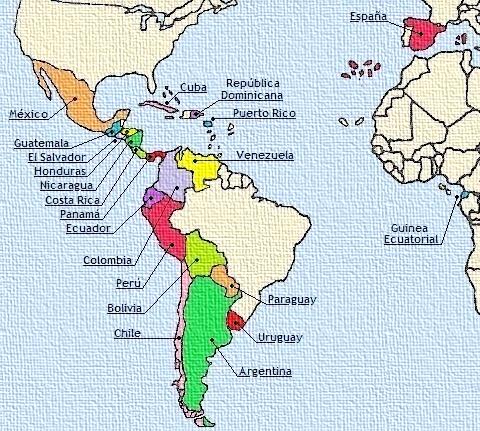 España
Cuba
República
Dominicana
México
Puerto Rico
Guatemala
El Salvador
Honduras
Nicaragua
Costa Rica
Panamá
Ecuador
Venezuela
Guinea
Ecuatorial
Colombia
Perú
Bolivia
Paraguay
Chile
Uruguay
Argentina